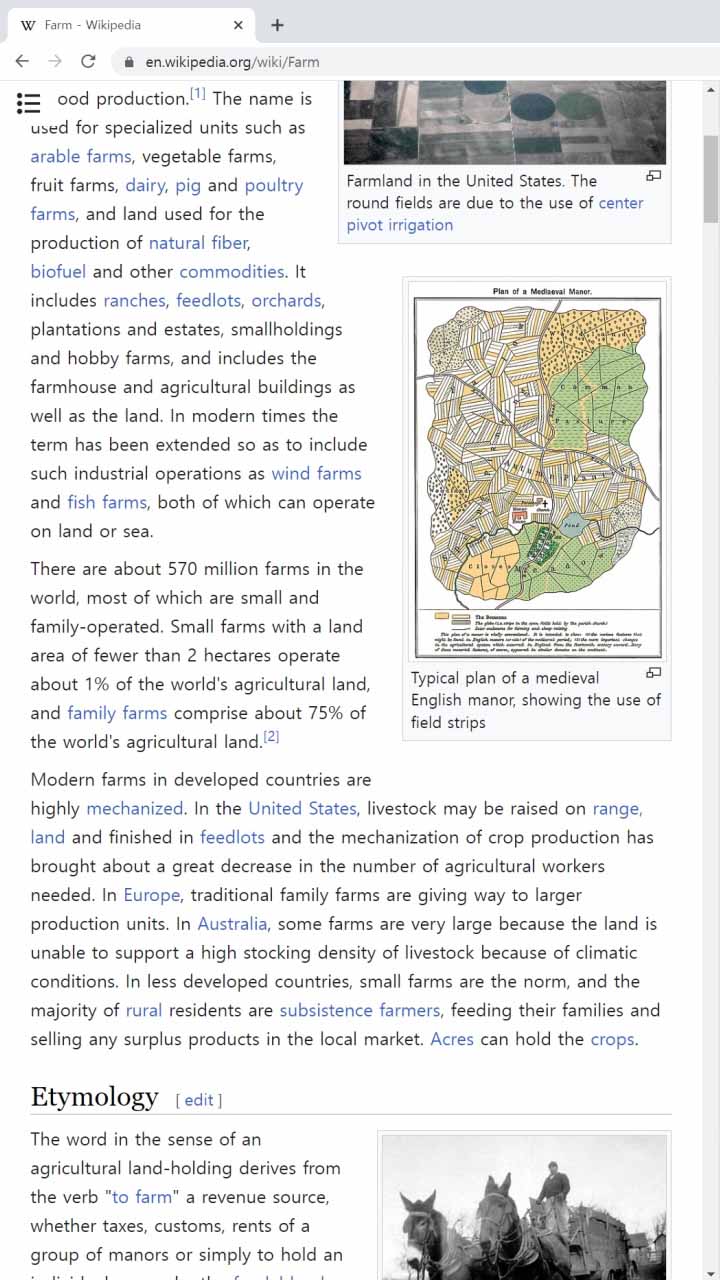 Farm - Wikipedia
en.wikipedia.org/wiki/Farm
ood production.[1] The name is
used for specialized units such as
arable farms, vegetable farms,
fruit farms, dairy, pig and poultry
farms, and land used for the
production of natural fiber,
biofuel and other commodities. It
includes ranches, feedlots, orchards,
plantations and estates, smallholdings
and hobby farms, and includes the
farmhouse and agricultural buildings as
well as the land. In modern times the
term has been extended so as to include
such industrial operations as wind farms
and fish farms, both of which can operate
on land or sea.
Farmland in the United States. The
round fields are due to the use of center
pivot irrigation
Plan of a Mediaeval Manor.
Common
Pasture
Pond
The Demesne
Typical plan of a medieval
English manor, showing the use of
field strips
There are about 570 million farms in the
world, most of which are small and
family-operated. Small farms with a land
area of fewer than 2 hectares operate
about 1% of the world's agricultural land,
and family farms comprise about 75% of
the world's agricultural land.[2]
Modern farms in developed countries are
highly mechanized. In the United States, livestock may be raised on range,
land and finished in feedlots and the mechanization of crop production has
brought about a great decrease in the number of agricultural workers
needed. In Europe, traditional family farms are giving way to larger
production units. In Australia, some farms are very large because the land is
unable to support a high stocking density of livestock because of climatic
conditions. In less developed countries, small farms are the norm, and the
majority of rural residents are subsistence farmers, feeding their families and
selling any surplus products in the local market. Acres can hold the crops.
Etymology [ edit ]
The word in the sense of an
agricultural land-holding derives from
the verb "to farm" a revenue source,
whether taxes, customs, rents of a
group of manors or simply to hold an